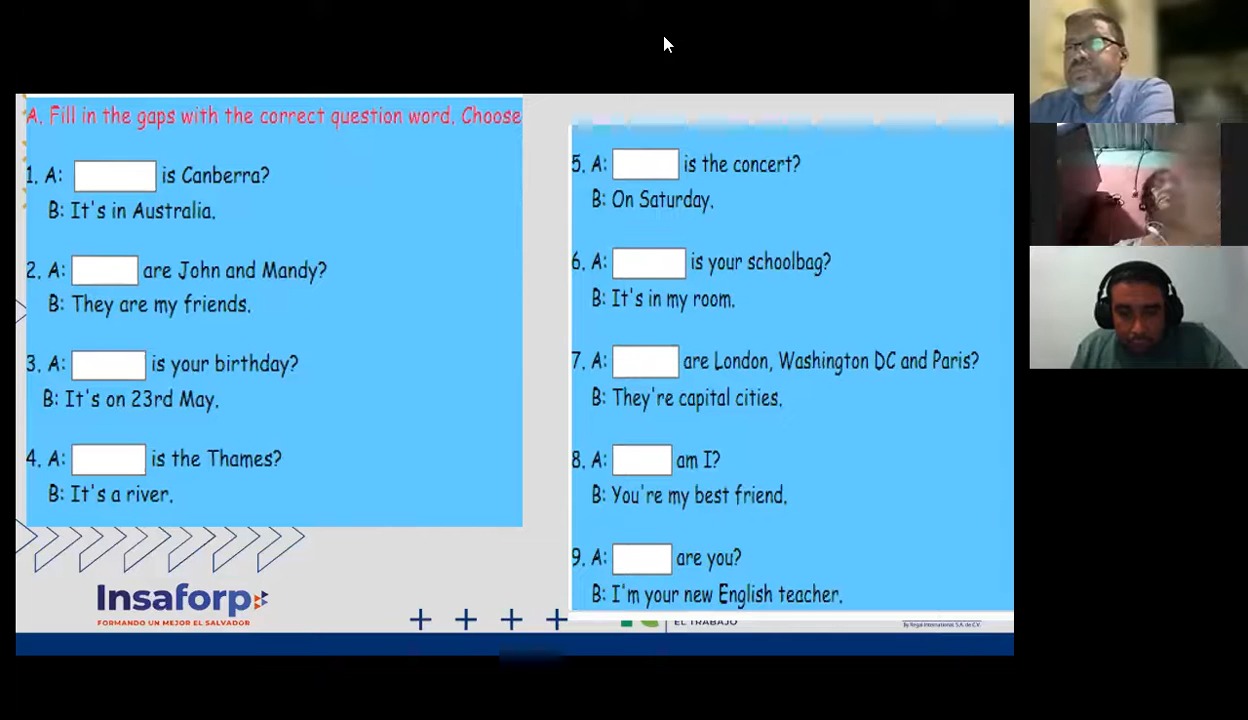 A. Fill in the gaps with the correct question word. Choose
1. A: is Canberra?
B: It's in Australia.
2. A: are John and Mandy?
B: They are my friends.
3. A: is your birthday?
B: It's on 23rd May.
4. A: is the Thames?
B: It's a river.
5. A: is the concert?
B: On Saturday.
6. A: is your schoolbag?
B: It's in my room.
7. A: are London, Washington DC and Paris?
B: They're capital cities.
8. A: am I?
B: You're my best friend.
9. A: are you?
B: I'm your new English teacher.
Insaforp
FORMANDO UN MEJOR EL SALVADOR
EL TRABAJO
By Regal International, S.A. de C.V.